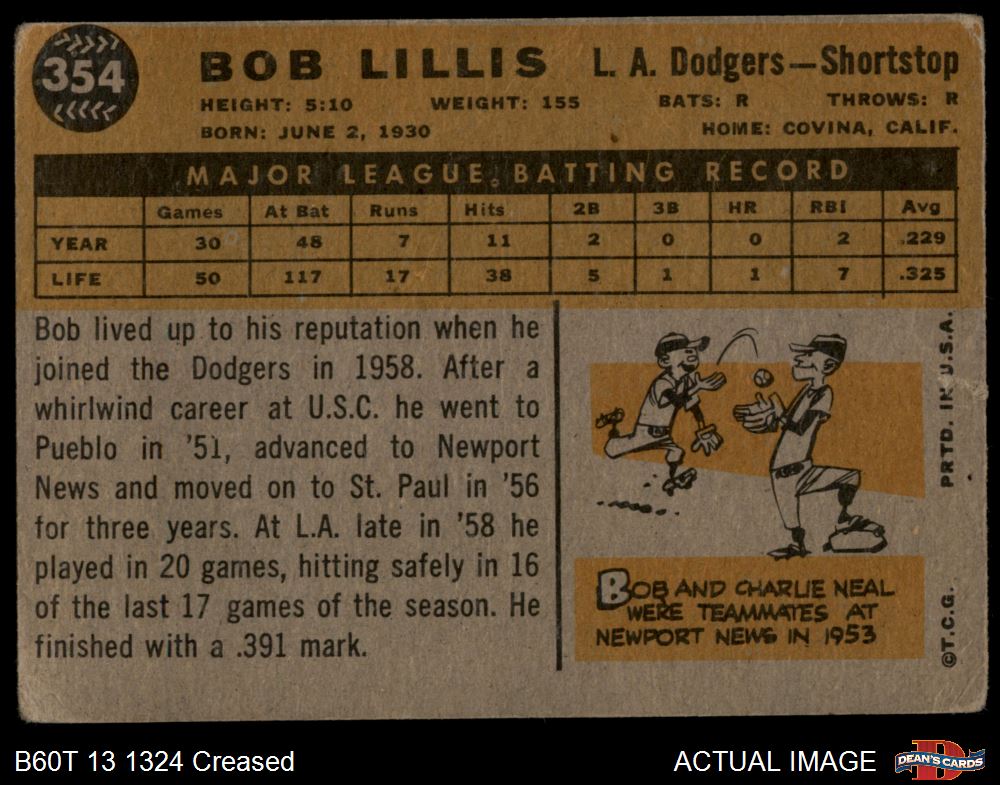 354
BOB LILLIS L. A. Dodgers—Shortstop
HEIGHT: 5:10 WEIGHT: 155 BATS: R THROWS: R
BORN: JUNE 2, 1930 HOME: COVINA, CALIF.
MAJOR LEAGUE BATTING RECORD
Games At Bat Runs Hits 2B 3B HR RBI Avg
YEAR 30 48 7 11 2 0 0 2 .229
LIFE 50 117 17 38 5 1 1 7 .325
Bob lived up to his reputation when he
joined the Dodgers in 1958. After a
whirlwind career at U.S.C. he went to
Pueblo in '51, advanced to Newport
News and moved on to St. Paul in '56
for three years. At L.A. late in '58 he
played in 20 games, hitting safely in 16
of the last 17 games of the season. He
finished with a .391 mark.
BOB AND CHARLIE NEAL
WERE TEAMMATES AT
NEWPORT NEWS IN 1953
©T.C.G. PRTD. IN U.S.A.
B60T 13 1324 Creased ACTUAL IMAGE
D
DEAN'S CARDS